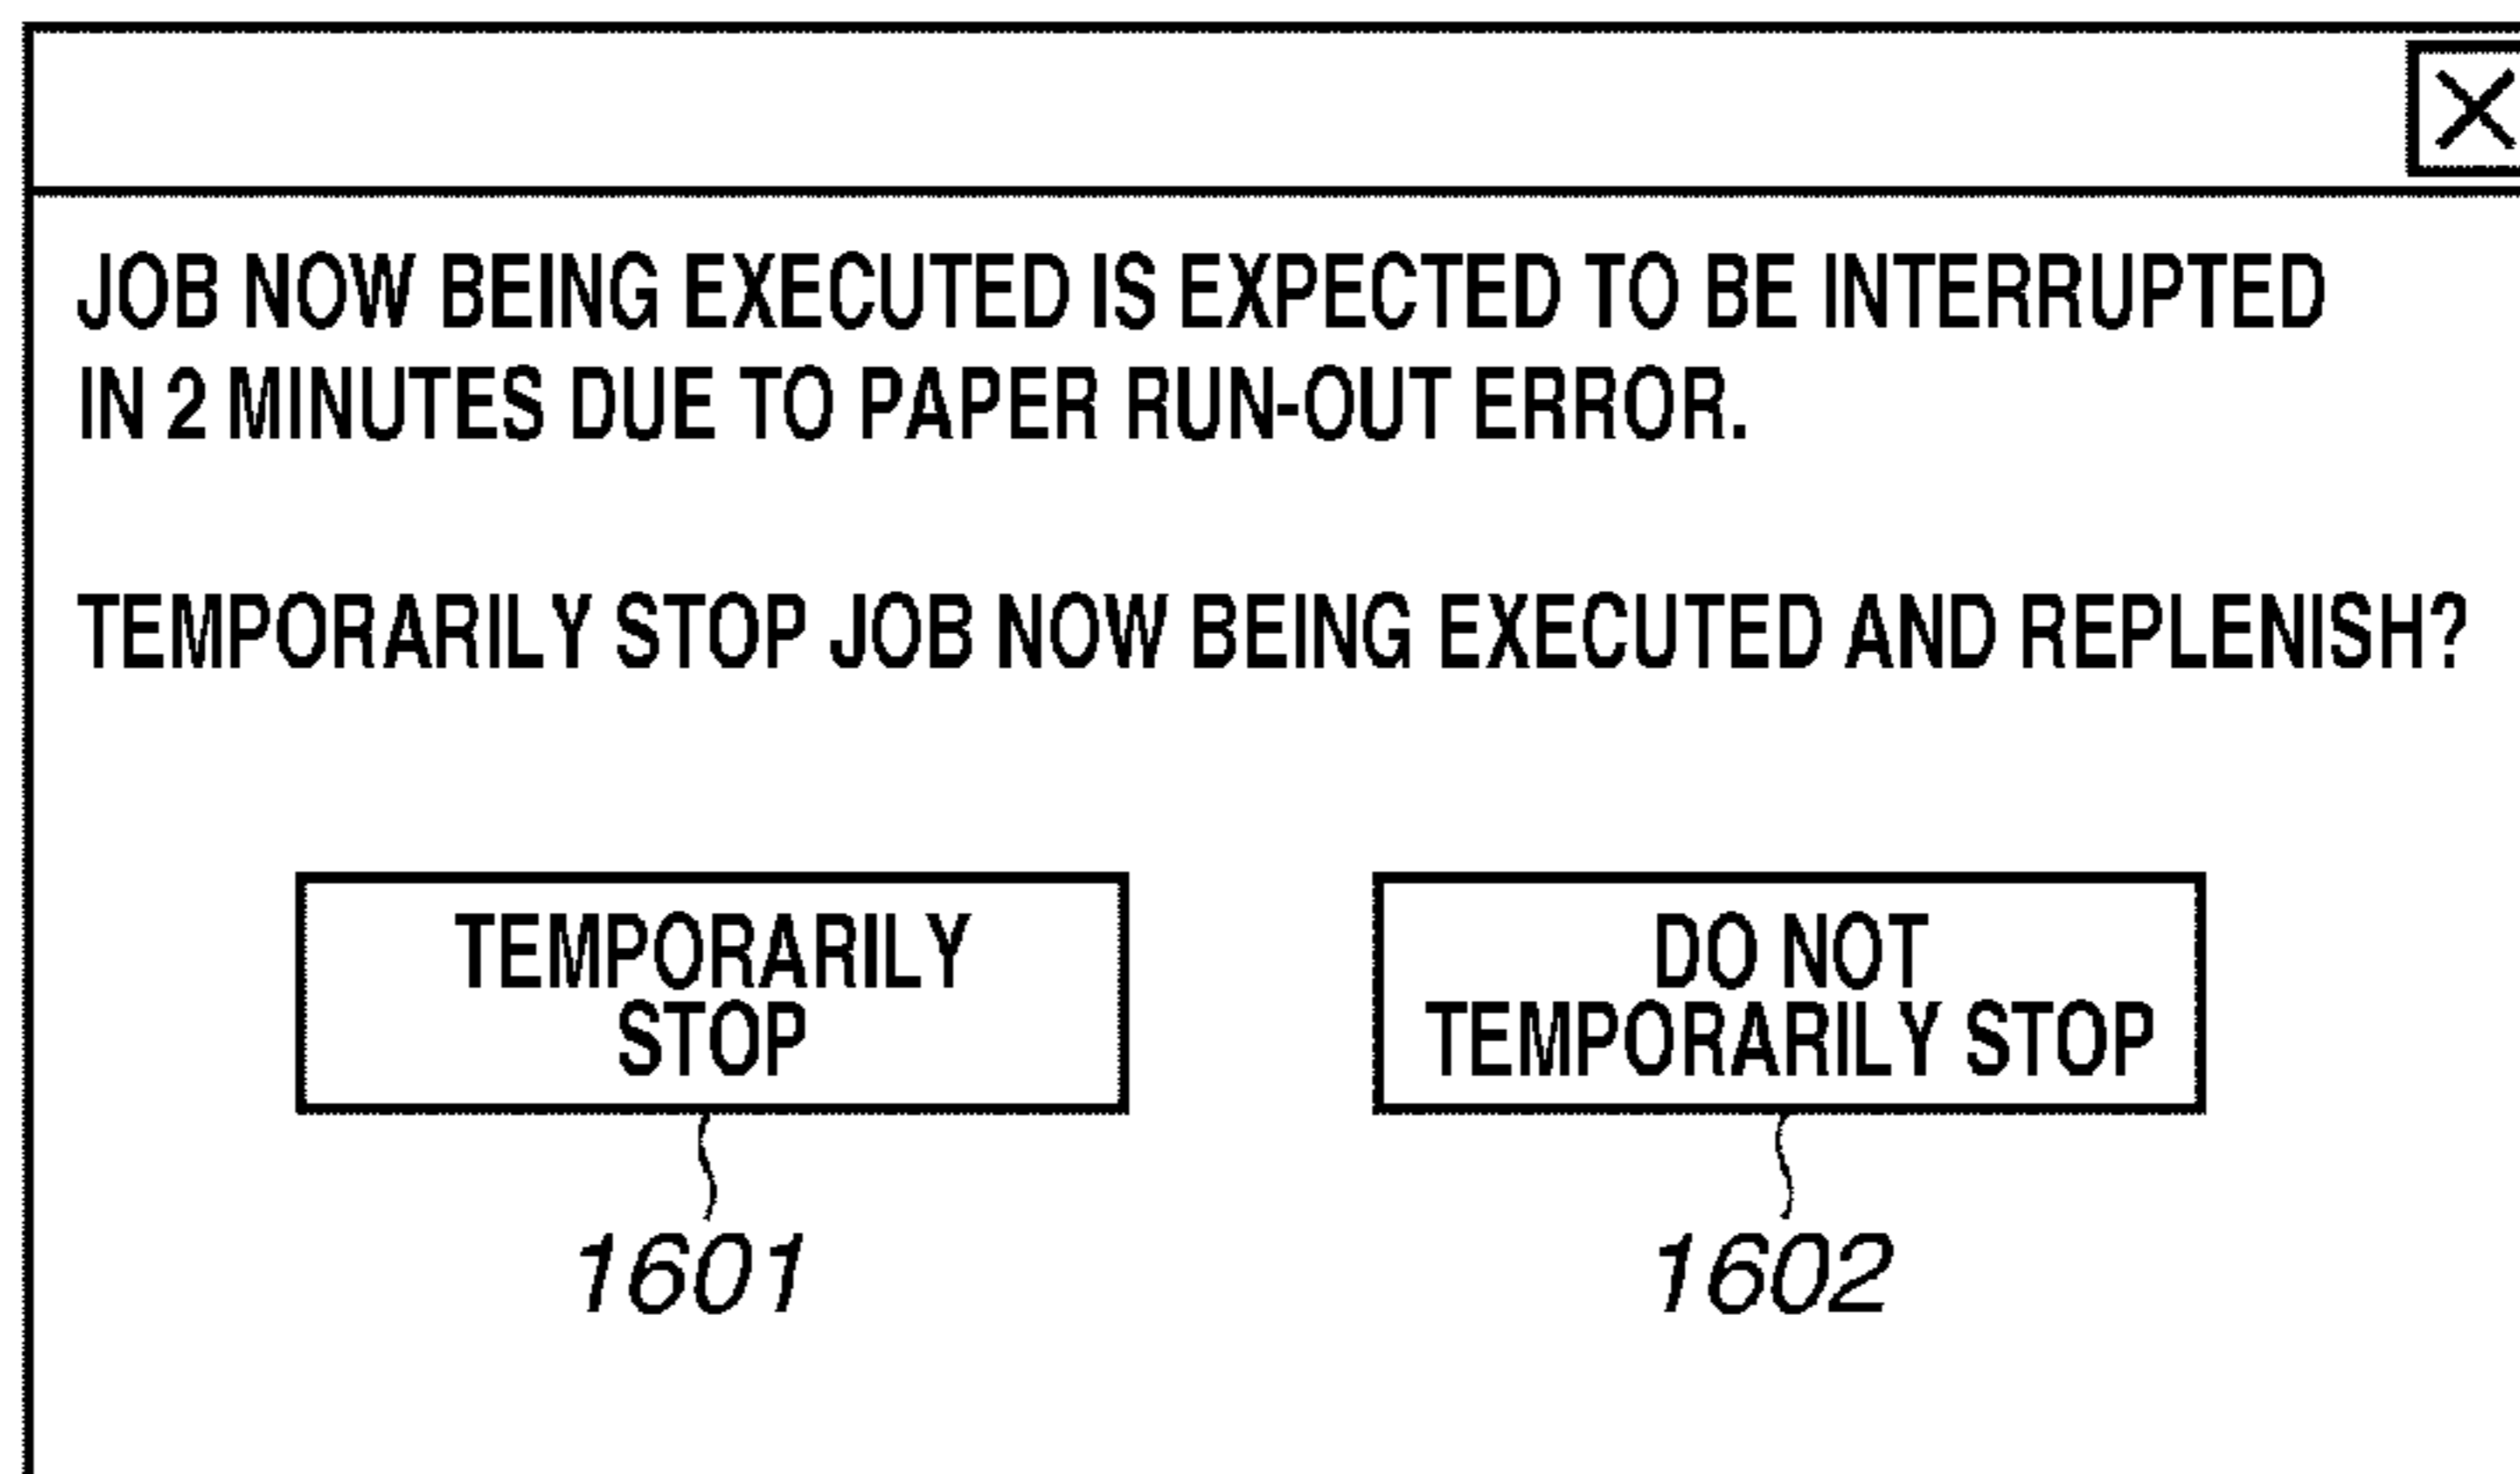 JOB NOW BEING EXECUTED IS EXPECTED TO BE INTERRUPTED
IN 2 MINUTES DUE TO PAPER RUN-OUT ERROR.
TEMPORARILY STOP JOB NOW BEING EXECUTED AND REPLENISH?
TEMPORARILY
STOP
DO NOT
TEMPORARILY STOP
1601
1602